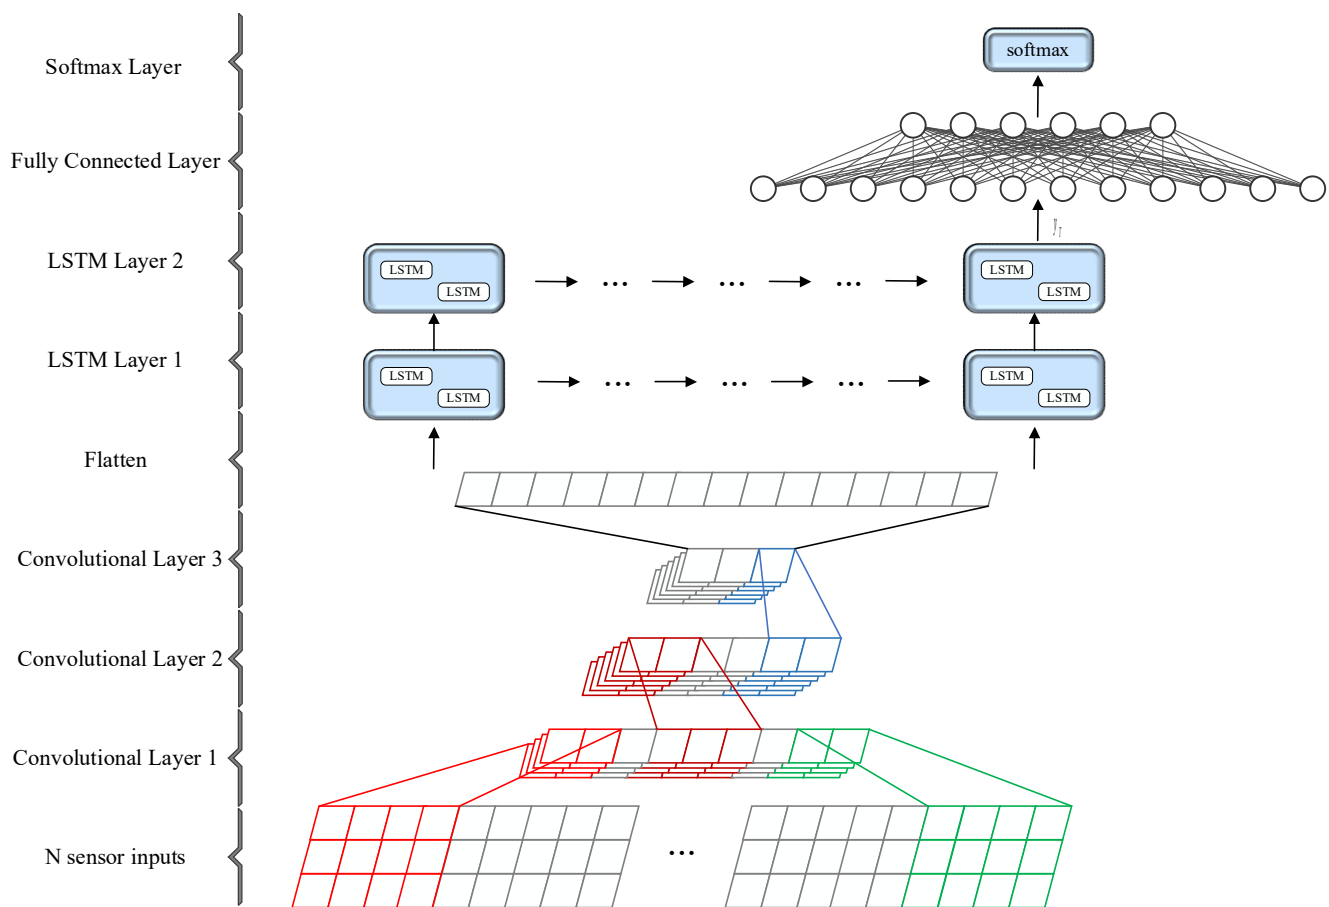 Softmax Layer
softmax
Fully Connected Layer
LSTM Layer 2
LSTM
LSTM
... ... ...
LSTM
LSTM
LSTM Layer 1
LSTM
LSTM
... ... ...
LSTM
LSTM
Flatten
Convolutional Layer 3
Convolutional Layer 2
Convolutional Layer 1
N sensor inputs
...